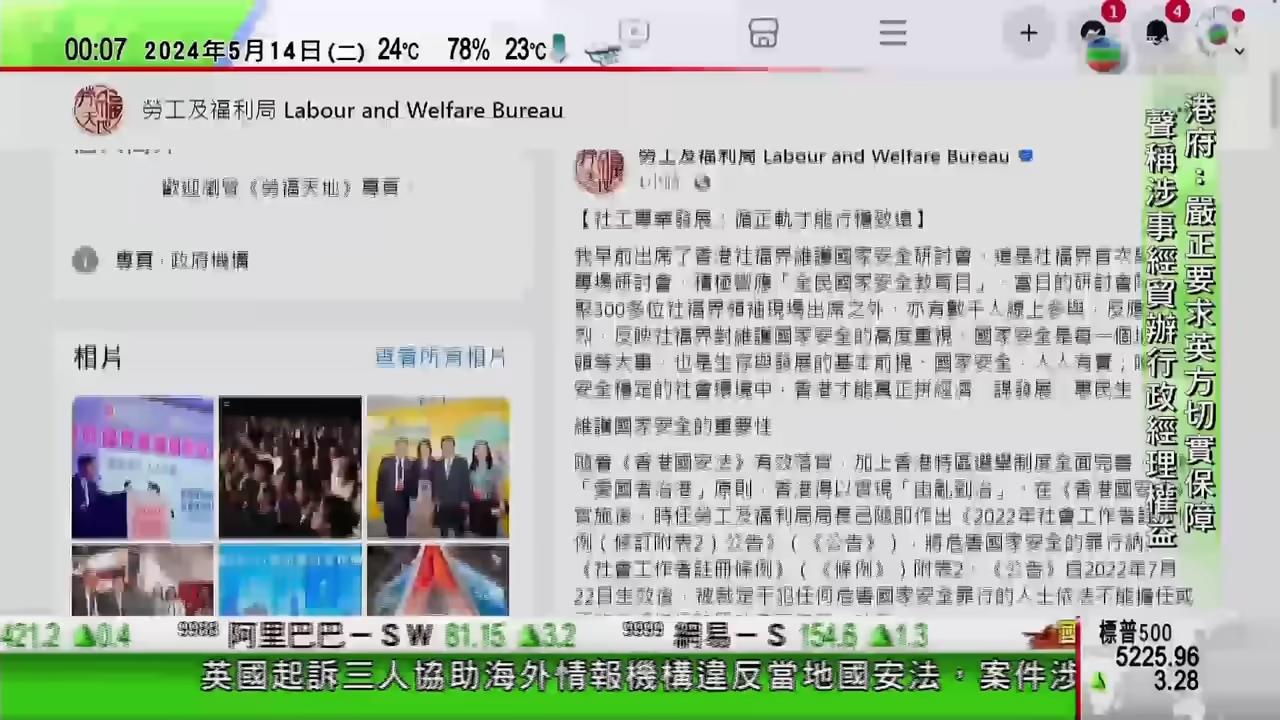 00:07 2024年5月14日(二) 24℃ 78% 23℃
1
4
勞工及福利局 Labour and Welfare Bureau
歡迎瀏覽《勞福天地》專頁
專頁·政府機構
相片
查看所有相片
勞工及福利局 Labour and Welfare Bureau
1小時
【社工專業發展：循正軌才能行穩致遠】
我早前出席了香港社福界維護國家安全研討會，這是社福界首次
專場研討會，積極響應「全民國家安全教育日」，當日的研討會
聚300多位社福界領袖現場出席之外，亦有數千人線上參與，反應
烈，反映社福界對維護國家安全的高度重視。國家安全是每一個
頭等大事，也是生存與發展的基本前提。國家安全，人人有責；
安全穩定的社會環境中，香港才能真正拼經濟、謀發展、惠民生
維護國家安全的重要性
隨着《香港國安法》有效落實，加上香港特區選舉制度全面完善
「愛國者治港」原則，香港得以實現「由亂到治」。在《香港國安
實施後，時任勞工及福利局局長已隨即作出《2022年社會工作者註
例（修訂附表2）公告》（《公告》），將危害國家安全的罪行納
《社會工作者註冊條例》（《條例》）附表2。《公告》自2022年7月
22日生效後，被裁定干犯任何危害國家安全罪行的人士依法不能擔任或
港府：嚴正要求英方切實保障
聲稱涉事經貿辦行政經理權益
421.2 0.4 9988 阿里巴巴－ＳＷ 81.15 3.2 9999 網易－Ｓ 154.6 1.3
國
標普500
5225.96
3.28
英國起訴三人協助海外情報機構違反當地國安法，案件涉